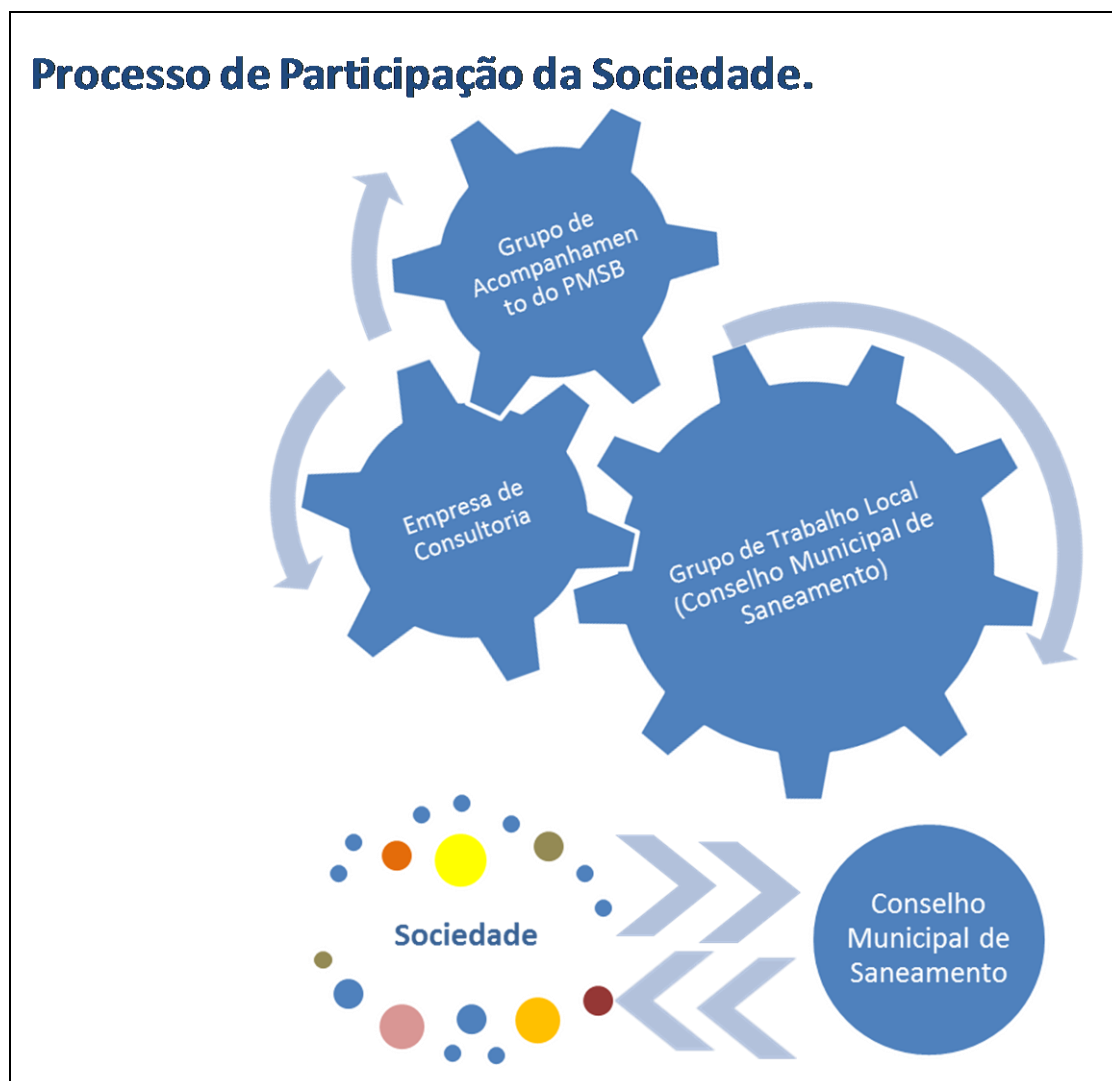 Processo de Participação da Sociedade.
Grupo de
Acompanhamen
to do PMSB
Empresa de
Consultoria
Grupo de Trabalho Local
(Conselho Municipal de
Saneamento)
Sociedade
Conselho
Municipal de
Saneamento